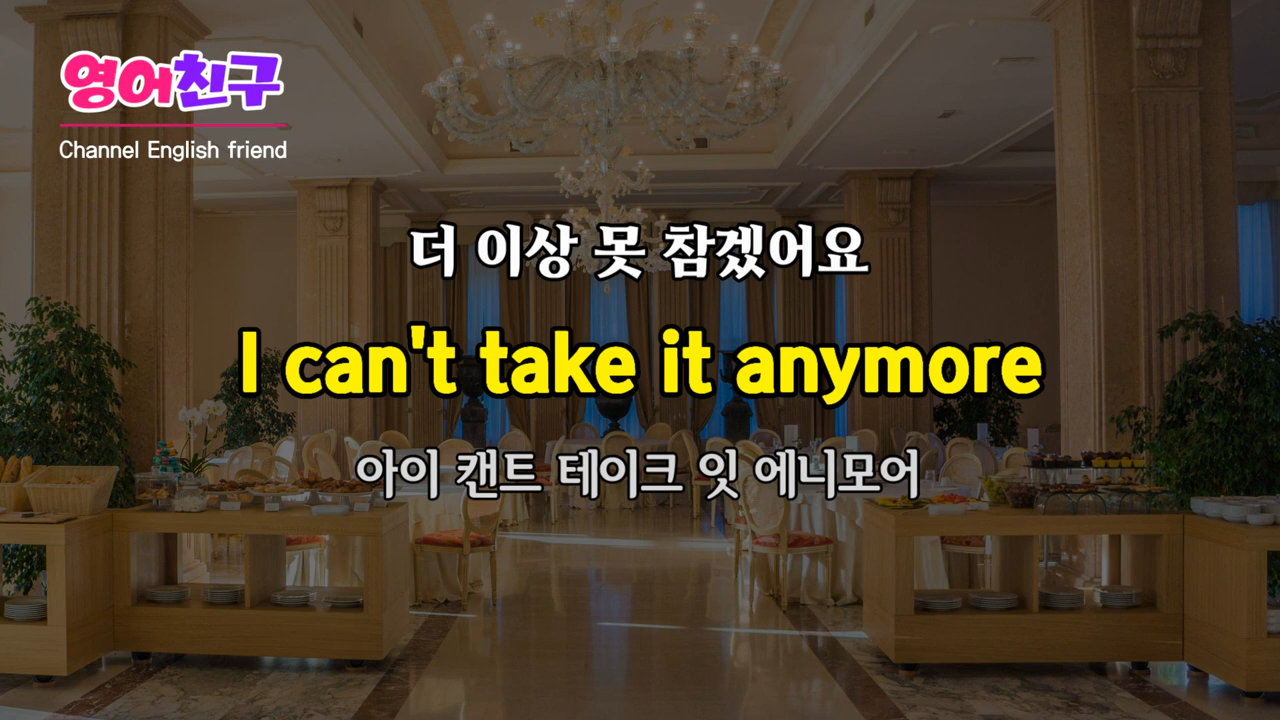 영어친구
Channel English friend
더 이상 못 참겠어요
I can't take it anymore
아이 캔트 테이크 잇 에니모어